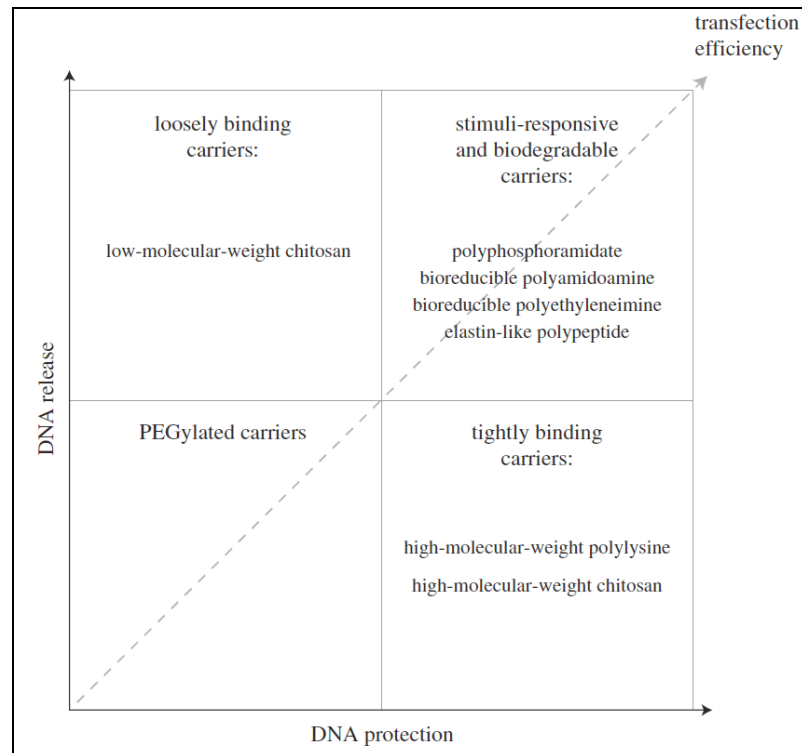 transfection
efficiency
loosely binding
carriers:
stimuli-responsive
and biodegradable
carriers:
low-molecular-weight chitosan
polyphosphoramidate
bioreducible polyamidoamine
bioreducible polyethyleneimine
elastin-like polypeptide
DNA release
PEGylated carriers
tightly binding
carriers:
high-molecular-weight polylysine
high-molecular-weight chitosan
DNA protection